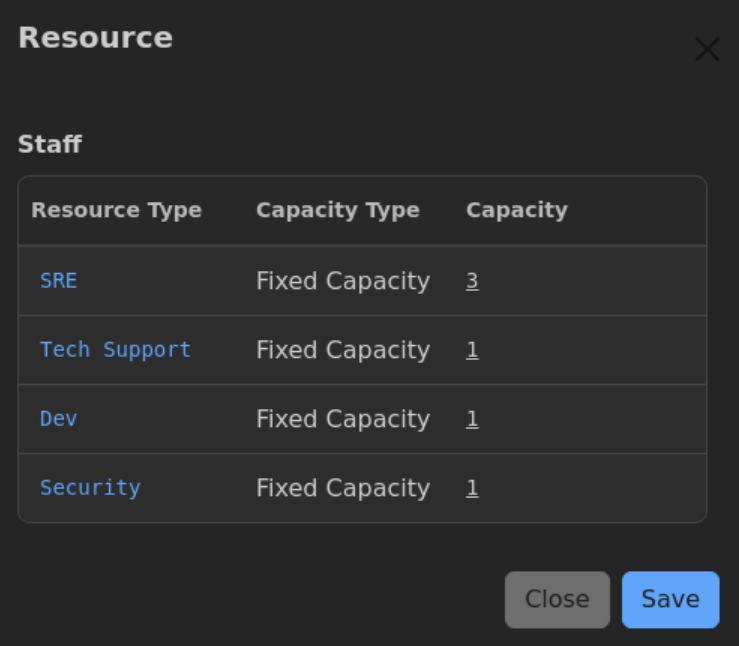 Resource
Staff
Resource Type Capacity Type Capacity
SRE Fixed Capacity 3
Tech Support Fixed Capacity 1
Dev Fixed Capacity 1
Security Fixed Capacity 1
Close Save